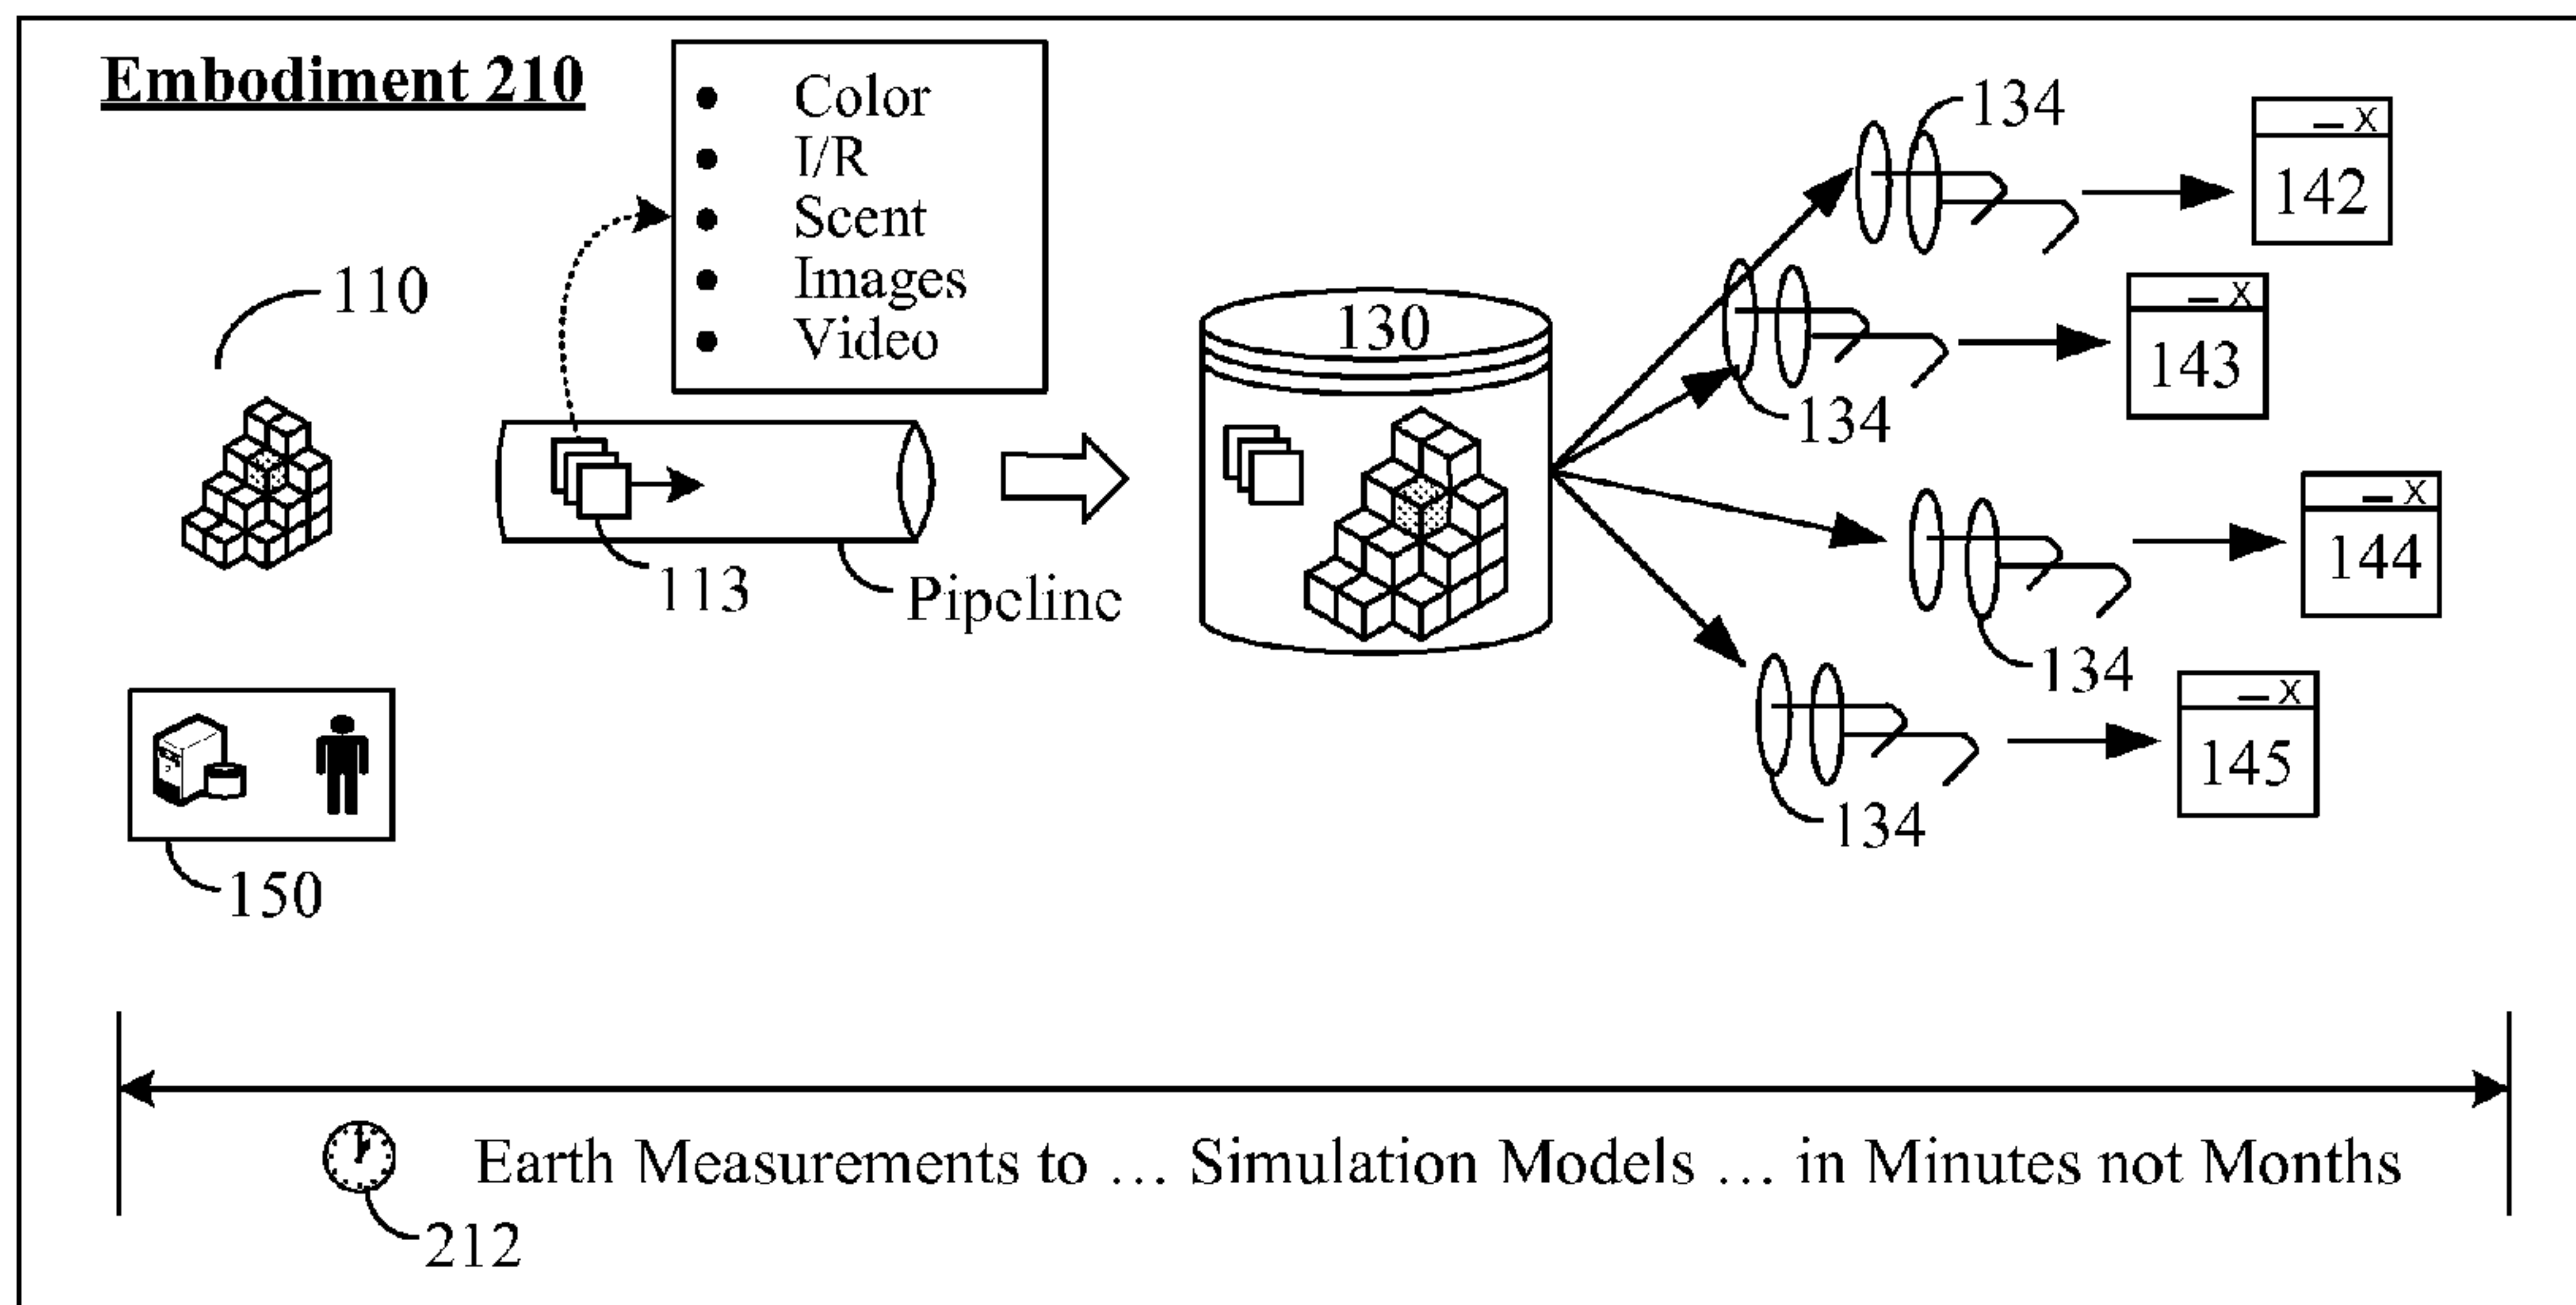 Embodiment 210
• Color
• I/R
• Scent
• Images
• Video
110
113
Pipeline
130
134
_ X
142
134
_ X
143
134
_ X
144
134
_ X
145
150
Earth Measurements to ... Simulation Models ... in Minutes not Months
212